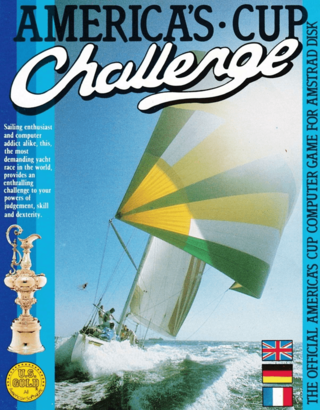 AMERICA'S·CUP
Challenge
Sailing enthusiast
and computer
addict alike, this,
the most
demanding yacht
race in the world,
provides an
enthralling
challenge to your
powers of
judgement, skill
and dexterity.
U.S.
GOLD
THE OFFICIAL AMERICA'S CUP COMPUTER GAME FOR AMSTRAD DISK